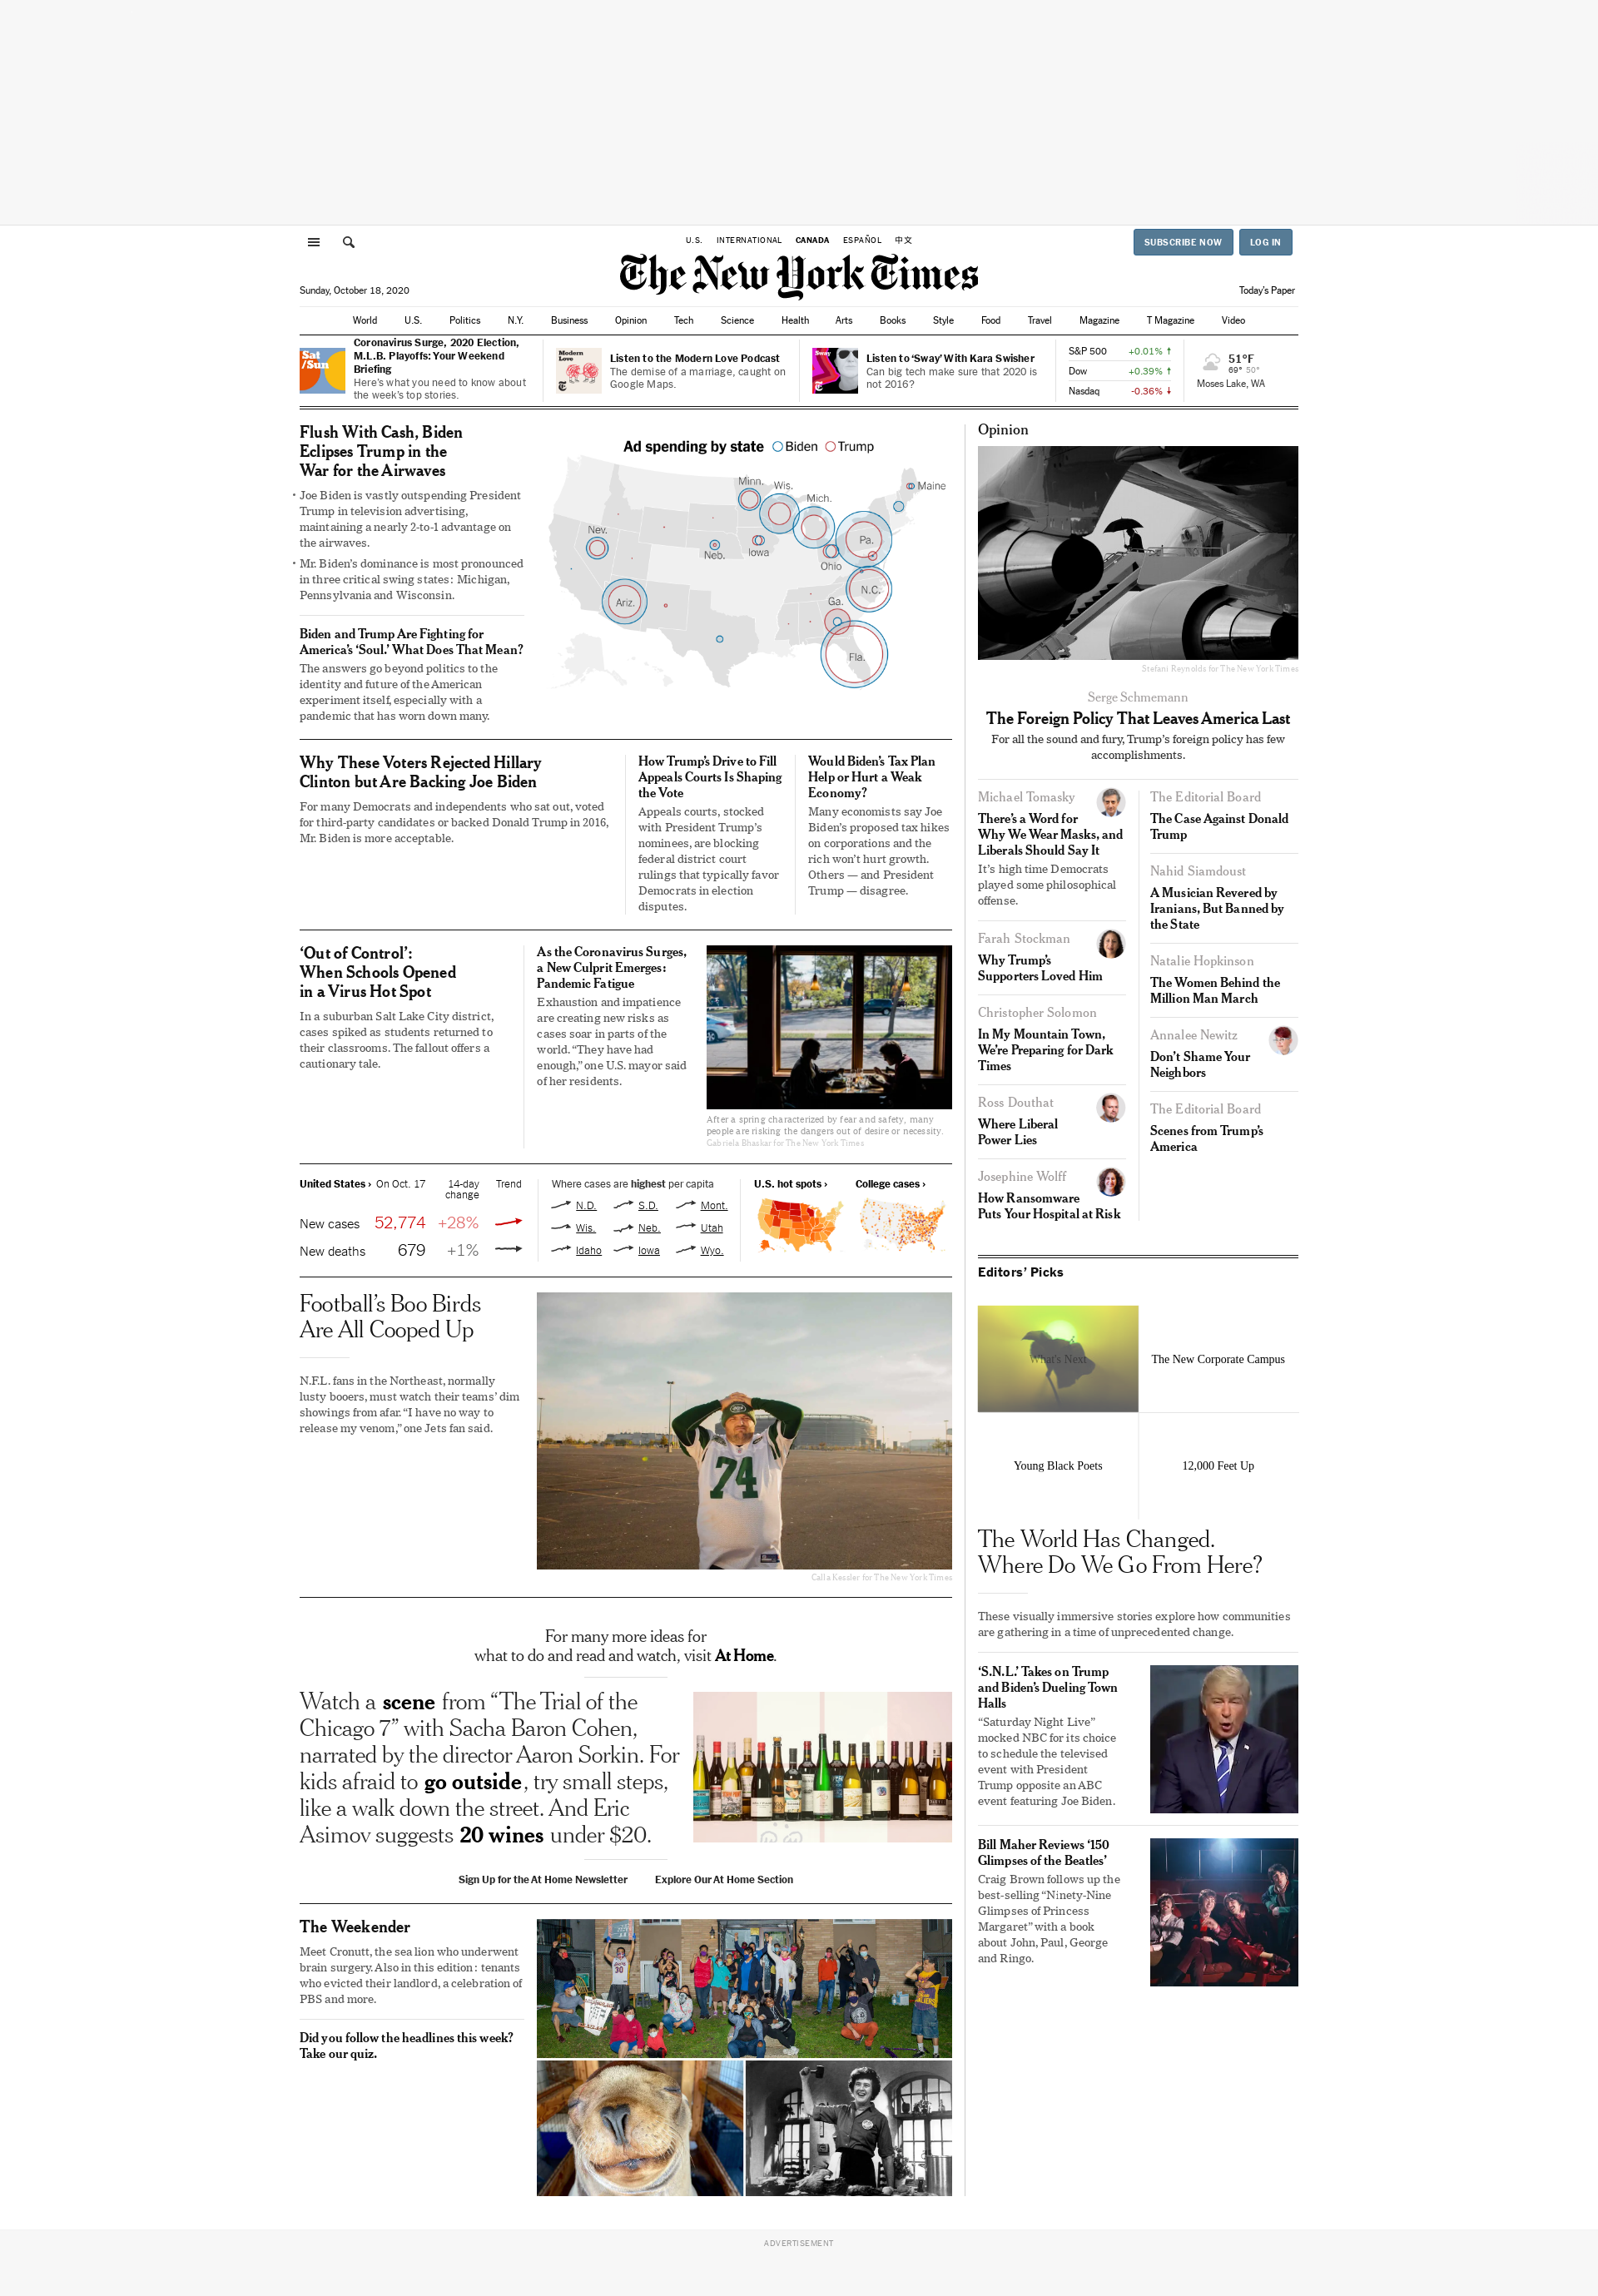 U.S. INTERNATIONAL CANADA ESPAÑOL 中文
SUBSCRIBE NOW LOG IN
The New York Times
Sunday, October 18, 2020
Today's Paper
World U.S. Politics N.Y. Business Opinion Tech Science Health Arts Books Style Food Travel Magazine T Magazine Video
Sat
/Sun
Coronavirus Surge, 2020 Election,
M.L.B. Playoffs: Your Weekend
Briefing
Here's what you need to know about
the week's top stories.
Modern
Love
Listen to the Modern Love Podcast
The demise of a marriage, caught on
Google Maps.
Sway
Listen to ‘Sway’ With Kara Swisher
Can big tech make sure that 2020 is
not 2016?
S&P 500 +0.01%
Dow +0.39%
Nasdaq -0.36%
51°F
69° 50°
Moses Lake, WA
Flush With Cash, Biden
Eclipses Trump in the
War for the Airwaves
• Joe Biden is vastly outspending President
Trump in television advertising,
maintaining a nearly 2-to-1 advantage on
the airwaves.
• Mr. Biden's dominance is most pronounced
in three critical swing states: Michigan,
Pennsylvania and Wisconsin.
Biden and Trump Are Fighting for
America's ‘Soul.’ What Does That Mean?
The answers go beyond politics to the
identity and future of the American
experiment itself, especially with a
pandemic that has worn down many.
Ad spending by state Biden Trump
Minn.
Wis.
Mich.
Maine
Nev.
Neb.
Iowa
Ohio
Pa.
Ariz.
N.C.
Ga.
Fla.
Why These Voters Rejected Hillary
Clinton but Are Backing Joe Biden
For many Democrats and independents who sat out, voted
for third-party candidates or backed Donald Trump in 2016,
Mr. Biden is more acceptable.
How Trump's Drive to Fill
Appeals Courts Is Shaping
the Vote
Appeals courts, stocked
with President Trump's
nominees, are blocking
federal district court
rulings that typically favor
Democrats in election
disputes.
Would Biden's Tax Plan
Help or Hurt a Weak
Economy?
Many economists say Joe
Biden's proposed tax hikes
on corporations and the
rich won't hurt growth.
Others — and President
Trump — disagree.
‘Out of Control’:
When Schools Opened
in a Virus Hot Spot
In a suburban Salt Lake City district,
cases spiked as students returned to
their classrooms. The fallout offers a
cautionary tale.
As the Coronavirus Surges,
a New Culprit Emerges:
Pandemic Fatigue
Exhaustion and impatience
are creating new risks as
cases soar in parts of the
world. “They have had
enough,” one U.S. mayor said
of her residents.
After a spring characterized by fear and safety, many
people are risking the dangers out of desire or necessity.
Gabriela Bhaskar for The New York Times
United States › On Oct. 17 14-day
change Trend
New cases 52,774 +28%
New deaths 679 +1%
Where cases are highest per capita
N.D. S.D. Mont.
Wis. Neb. Utah
Idaho Iowa Wyo.
U.S. hot spots ›
College cases ›
Football's Boo Birds
Are All Cooped Up
N.F.L. fans in the Northeast, normally
lusty booers, must watch their teams' dim
showings from afar. “I have no way to
release my venom,” one Jets fan said.
74
Calla Kessler for The New York Times
For many more ideas for
what to do and read and watch, visit At Home.
Watch a scene from “The Trial of the
Chicago 7” with Sacha Baron Cohen,
narrated by the director Aaron Sorkin. For
kids afraid to go outside, try small steps,
like a walk down the street. And Eric
Asimov suggests 20 wines under $20.
Sign Up for the At Home Newsletter Explore Our At Home Section
The Weekender
Meet Cronutt, the sea lion who underwent
brain surgery. Also in this edition: tenants
who evicted their landlord, a celebration of
PBS and more.
Did you follow the headlines this week?
Take our quiz.
Opinion
Stefani Reynolds for The New York Times
Serge Schmemann
The Foreign Policy That Leaves America Last
For all the sound and fury, Trump's foreign policy has few
accomplishments.
Michael Tomasky
There's a Word for
Why We Wear Masks, and
Liberals Should Say It
It's high time Democrats
played some philosophical
offense.
Farah Stockman
Why Trump's
Supporters Loved Him
Christopher Solomon
In My Mountain Town,
We're Preparing for Dark
Times
Ross Douthat
Where Liberal
Power Lies
Josephine Wolff
How Ransomware
Puts Your Hospital at Risk
The Editorial Board
The Case Against Donald
Trump
Nahid Siamdoust
A Musician Revered by
Iranians, But Banned by
the State
Natalie Hopkinson
The Women Behind the
Million Man March
Annalee Newitz
Don't Shame Your
Neighbors
The Editorial Board
Scenes from Trump's
America
Editors' Picks
What's Next
The New Corporate Campus
Young Black Poets
12,000 Feet Up
The World Has Changed.
Where Do We Go From Here?
These visually immersive stories explore how communities
are gathering in a time of unprecedented change.
‘S.N.L.’ Takes on Trump
and Biden's Dueling Town
Halls
“Saturday Night Live”
mocked NBC for its choice
to schedule the televised
event with President
Trump opposite an ABC
event featuring Joe Biden.
Bill Maher Reviews ‘150
Glimpses of the Beatles’
Craig Brown follows up the
best-selling “Ninety-Nine
Glimpses of Princess
Margaret” with a book
about John, Paul, George
and Ringo.
ADVERTISEMENT